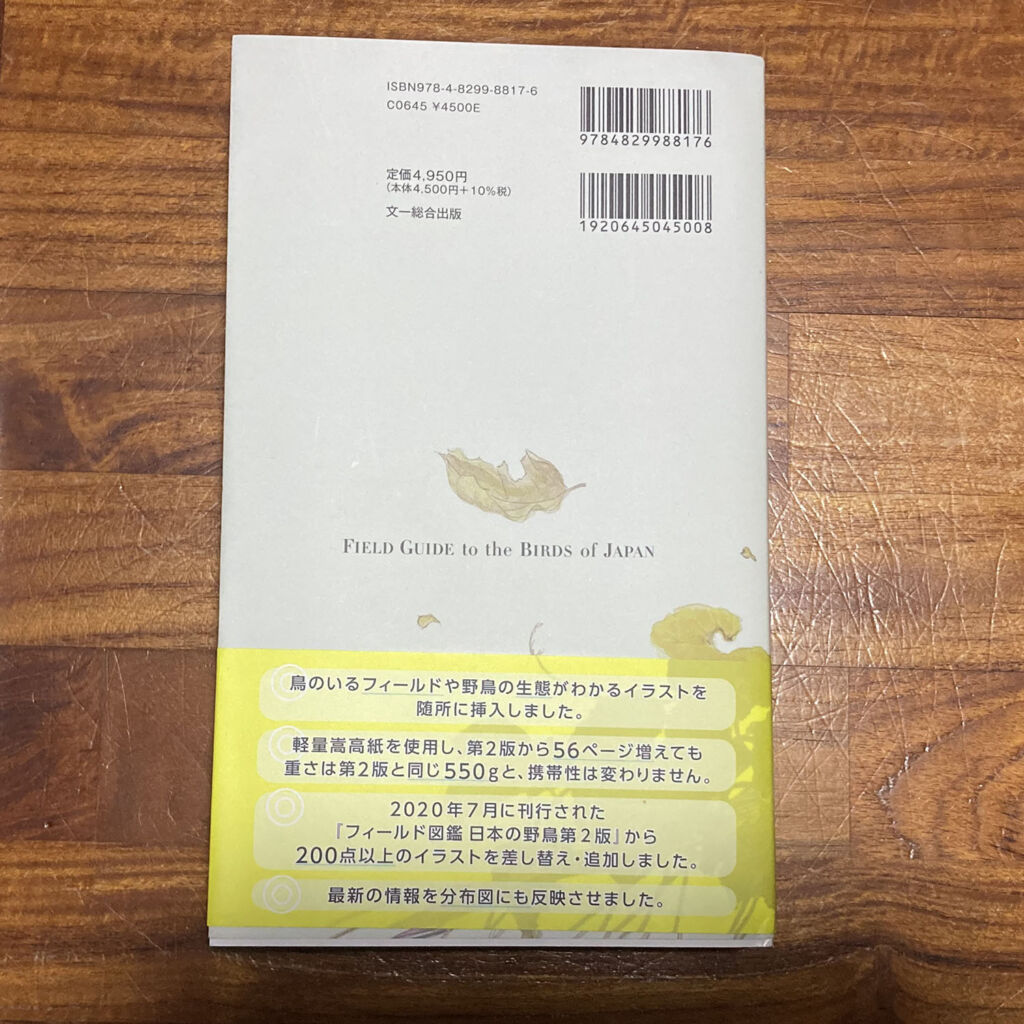 ISBN978-4-8299-8817-6
C0645 ¥4500E
9784829988176
定価4,950円
(本体4,500円+10%税)
文一総合出版
1920645045008
FIELD GUIDE to the BIRDS of JAPAN
鳥のいるフィールドや野鳥の生態がわかるイラストを
随所に挿入しました。
軽量嵩高紙を使用し、第2版から56ページ増えても
重さは第2版と同じ550gと、携帯性は変わりません。
2020年7月に刊行された
『フィールド図鑑 日本の野鳥第2版』から
200点以上のイラストを差し替え・追加しました。
最新の情報を分布図にも反映させました。